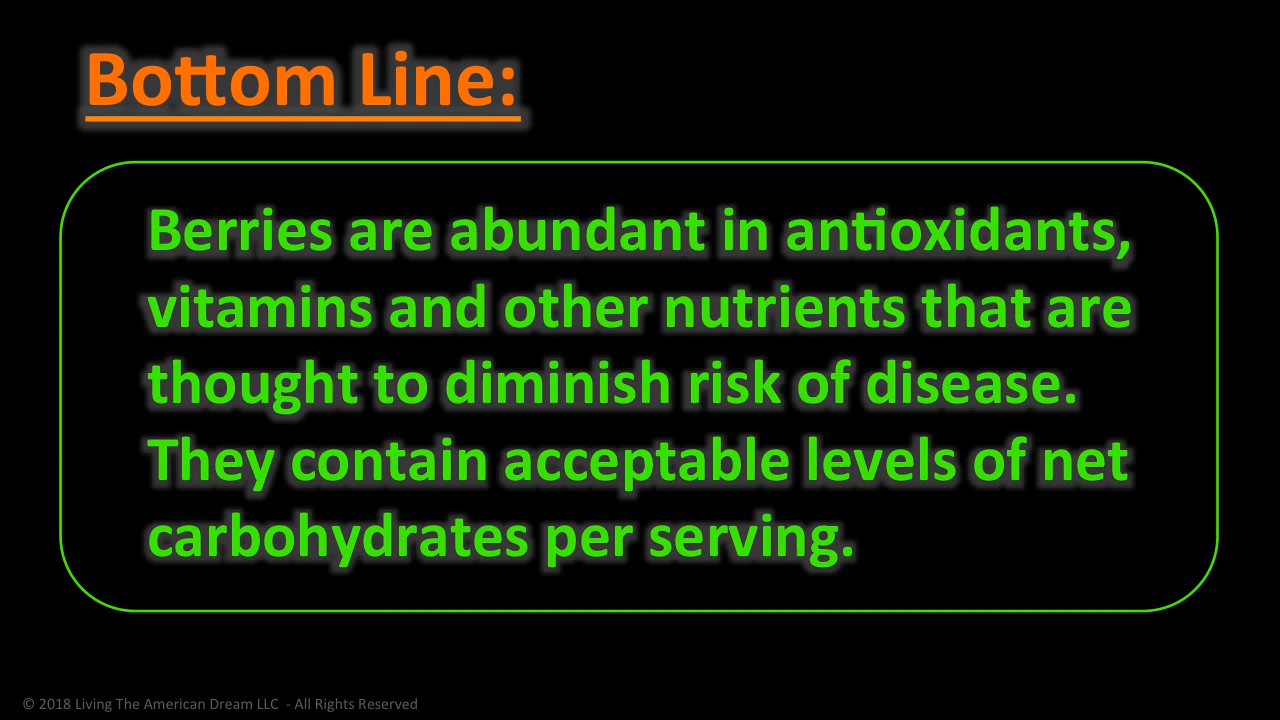 Bottom Line:
Berries are abundant in antioxidants,
vitamins and other nutrients that are
thought to diminish risk of disease.
They contain acceptable levels of net
carbohydrates per serving.
© 2018 Living The American Dream LLC  - All Rights Reserved